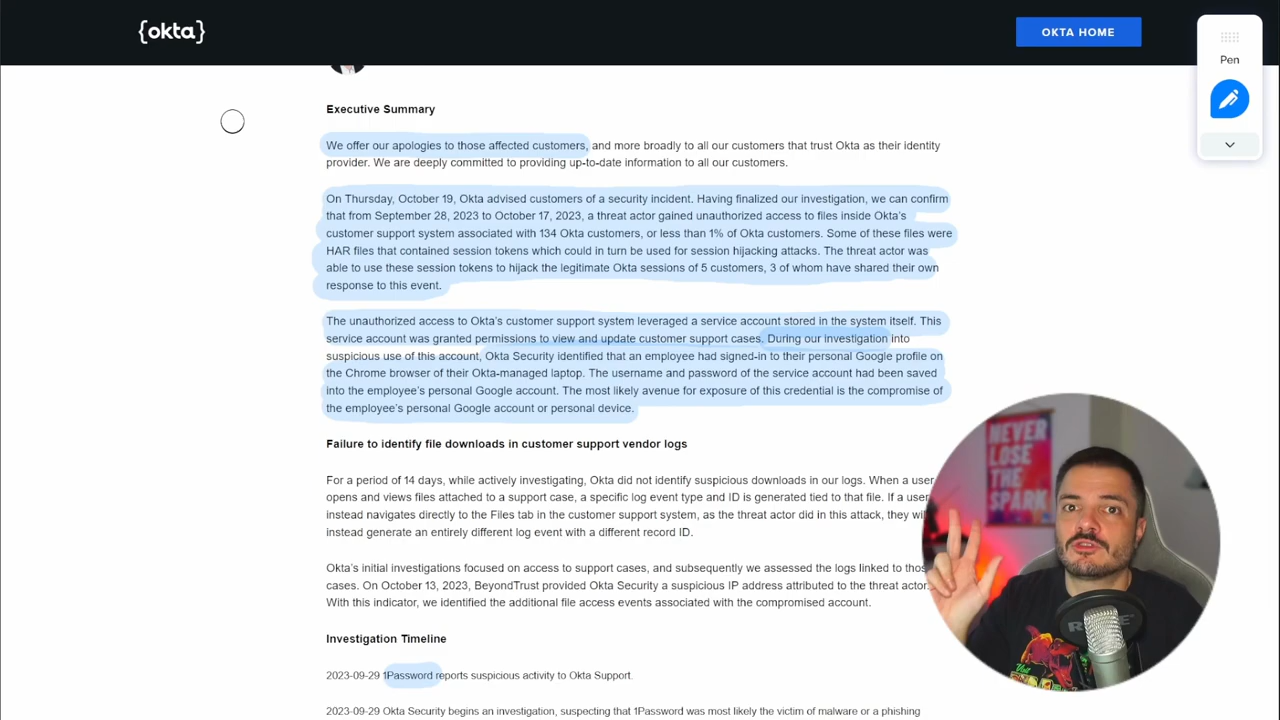 {okta}
OKTA HOME
Pen
Executive Summary
We offer our apologies to those affected customers, and more broadly to all our customers that trust Okta as their identity
provider. We are deeply committed to providing up-to-date information to all our customers.
On Thursday, October 19, Okta advised customers of a security incident. Having finalized our investigation, we can confirm
that from September 28, 2023 to October 17, 2023, a threat actor gained unauthorized access to files inside Okta's
customer support system associated with 134 Okta customers, or less than 1% of Okta customers. Some of these files were
HAR files that contained session tokens which could in turn be used for session hijacking attacks. The threat actor was
able to use these session tokens to hijack the legitimate Okta sessions of 5 customers, 3 of whom have shared their own
response to this event.
The unauthorized access to Okta's customer support system leveraged a service account stored in the system itself. This
service account was granted permissions to view and update customer support cases. During our investigation into
suspicious use of this account, Okta Security identified that an employee had signed-in to their personal Google profile on
the Chrome browser of their Okta-managed laptop. The username and password of the service account had been saved
into the employee's personal Google account. The most likely avenue for exposure of this credential is the compromise of
the employee's personal Google account or personal device.
Failure to identify file downloads in customer support vendor logs
For a period of 14 days, while actively investigating, Okta did not identify suspicious downloads in our logs. When a user
opens and views files attached to a support case, a specific log event type and ID is generated tied to that file. If a user
instead navigates directly to the Files tab in the customer support system, as the threat actor did in this attack, they will
instead generate an entirely different log event with a different record ID.
Okta's initial investigations focused on access to support cases, and subsequently we assessed the logs linked to those
cases. On October 13, 2023, BeyondTrust provided Okta Security a suspicious IP address attributed to the threat actor.
With this indicator, we identified the additional file access events associated with the compromised account.
Investigation Timeline
2023-09-29 1Password reports suspicious activity to Okta Support.
2023-09-29 Okta Security begins an investigation, suspecting that 1Password was most likely the victim of malware or a phishing
NEVER
LOSE
THE
SPARK